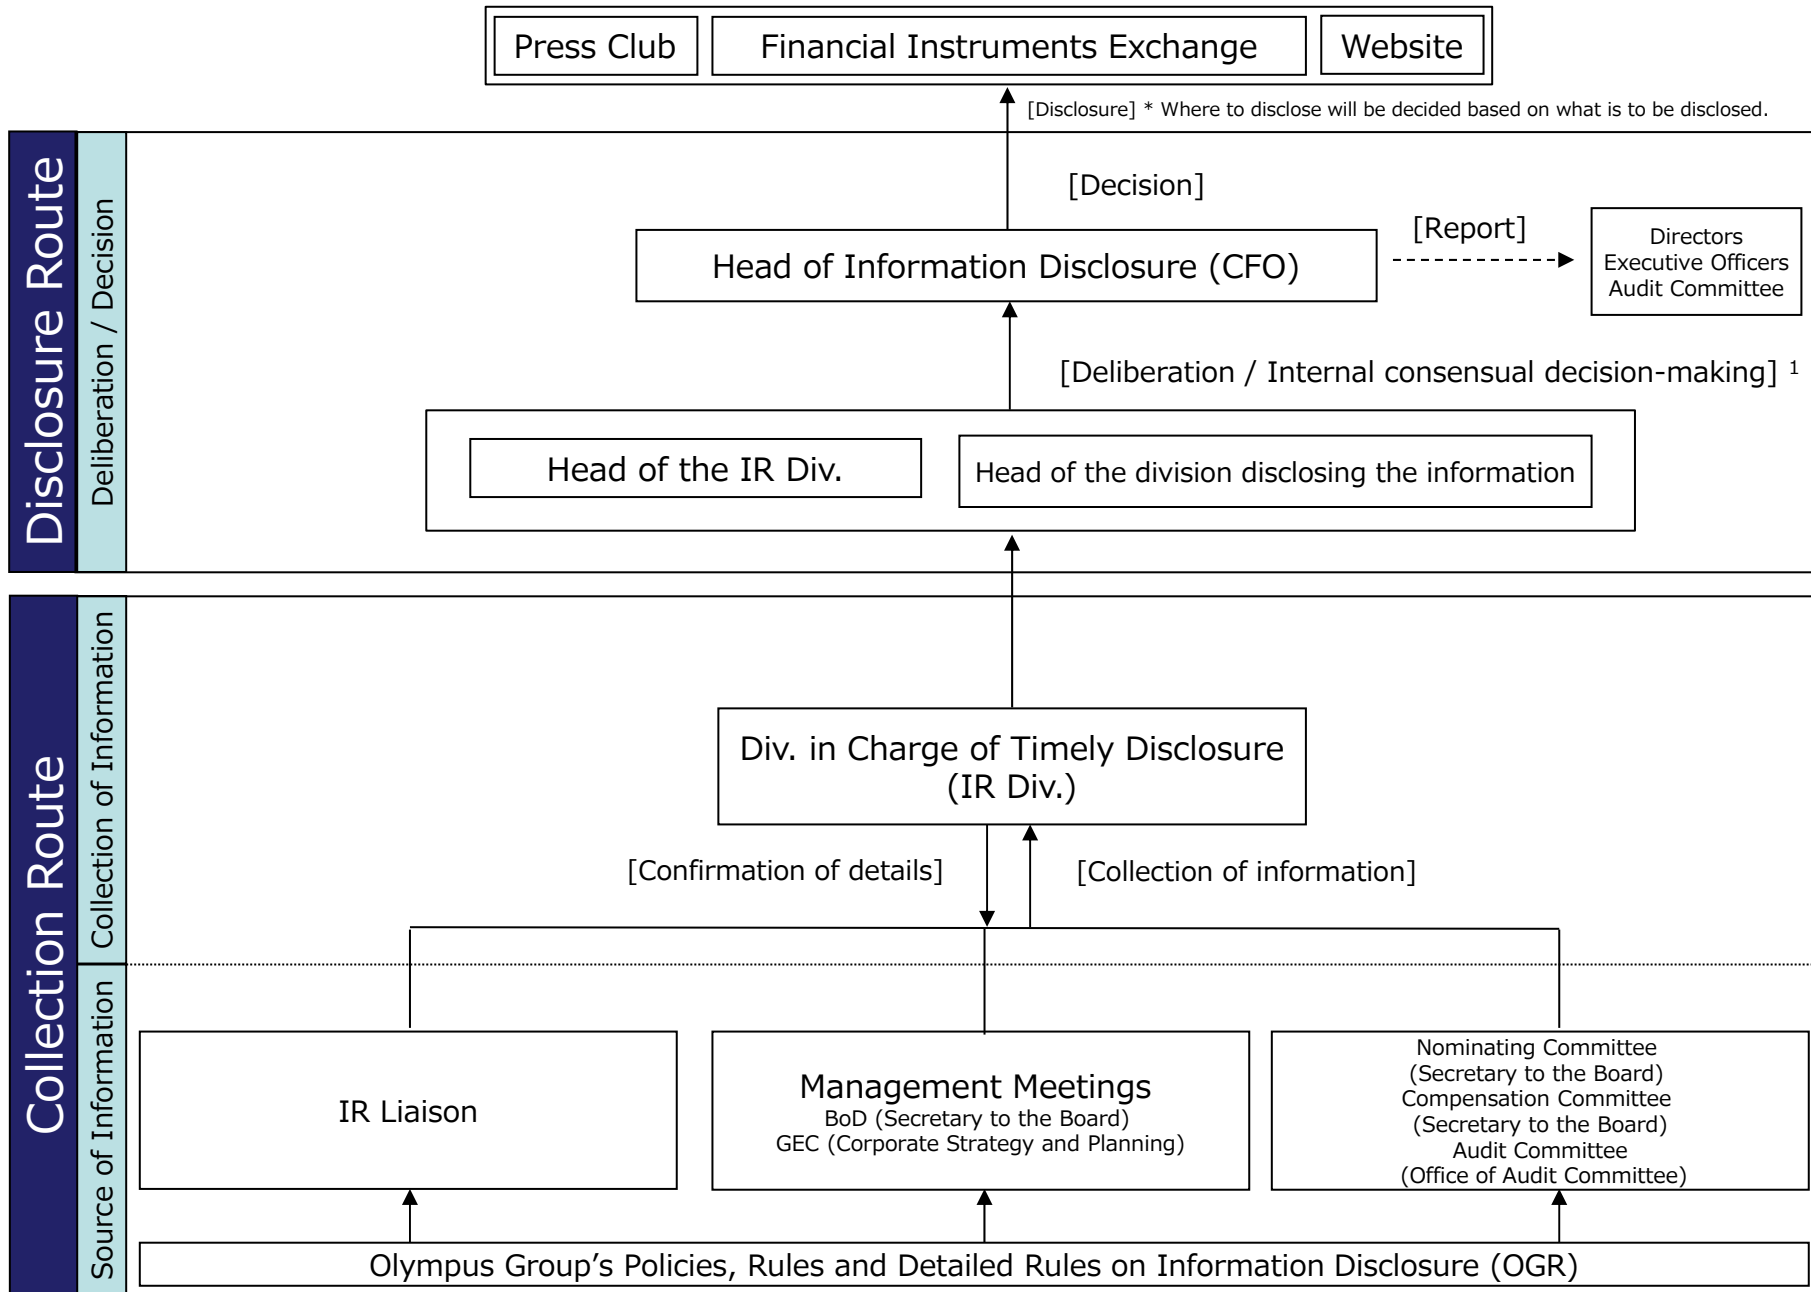 Press Club
Financial Instruments Exchange
Website
[Disclosure] * Where to disclose will be decided based on what is to be disclosed.
Disclosure Route
Deliberation / Decision
[Decision]
Head of Information Disclosure (CFO)
[Report]
Directors
Executive Officers
Audit Committee
[Deliberation / Internal consensual decision-making] 1
Head of the IR Div.
Head of the division disclosing the information
Collection Route
Collection of Information
Div. in Charge of Timely Disclosure
(IR Div.)
[Confirmation of details]
[Collection of information]
Source of Information
IR Liaison
Management Meetings
BoD (Secretary to the Board)
GEC (Corporate Strategy and Planning)
Nominating Committee
(Secretary to the Board)
Compensation Committee
(Secretary to the Board)
Audit Committee
(Office of Audit Committee)
Olympus Group’s Policies, Rules and Detailed Rules on Information Disclosure (OGR)